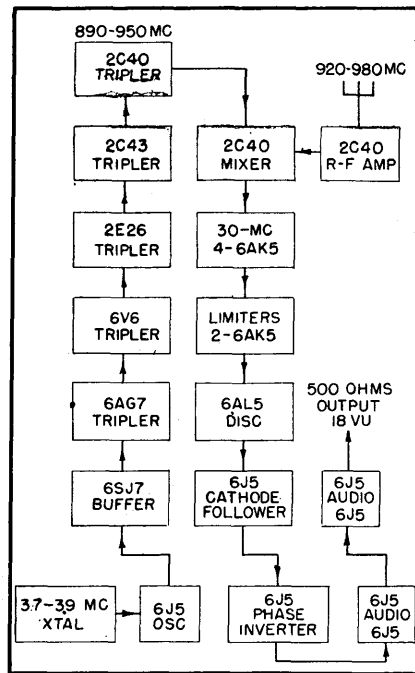 890-950 MC
2C40
TRIPLER
920-980 MC
2C43
TRIPLER
2C40
MIXER
2C40
R-F AMP
2E26
TRIPLER
30-MC
4-6AK5
6V6
TRIPLER
LIMITERS
2-6AK5
6AG7
TRIPLER
6AL5
DISC
500 OHMS
OUTPUT
18 VU
6SJ7
BUFFER
6J5
CATHODE
FOLLOWER
6J5
AUDIO
6J5
3.7-3.9 MC
XTAL
6J5
OSC
6J5
PHASE
INVERTER
6J5
AUDIO
6J5